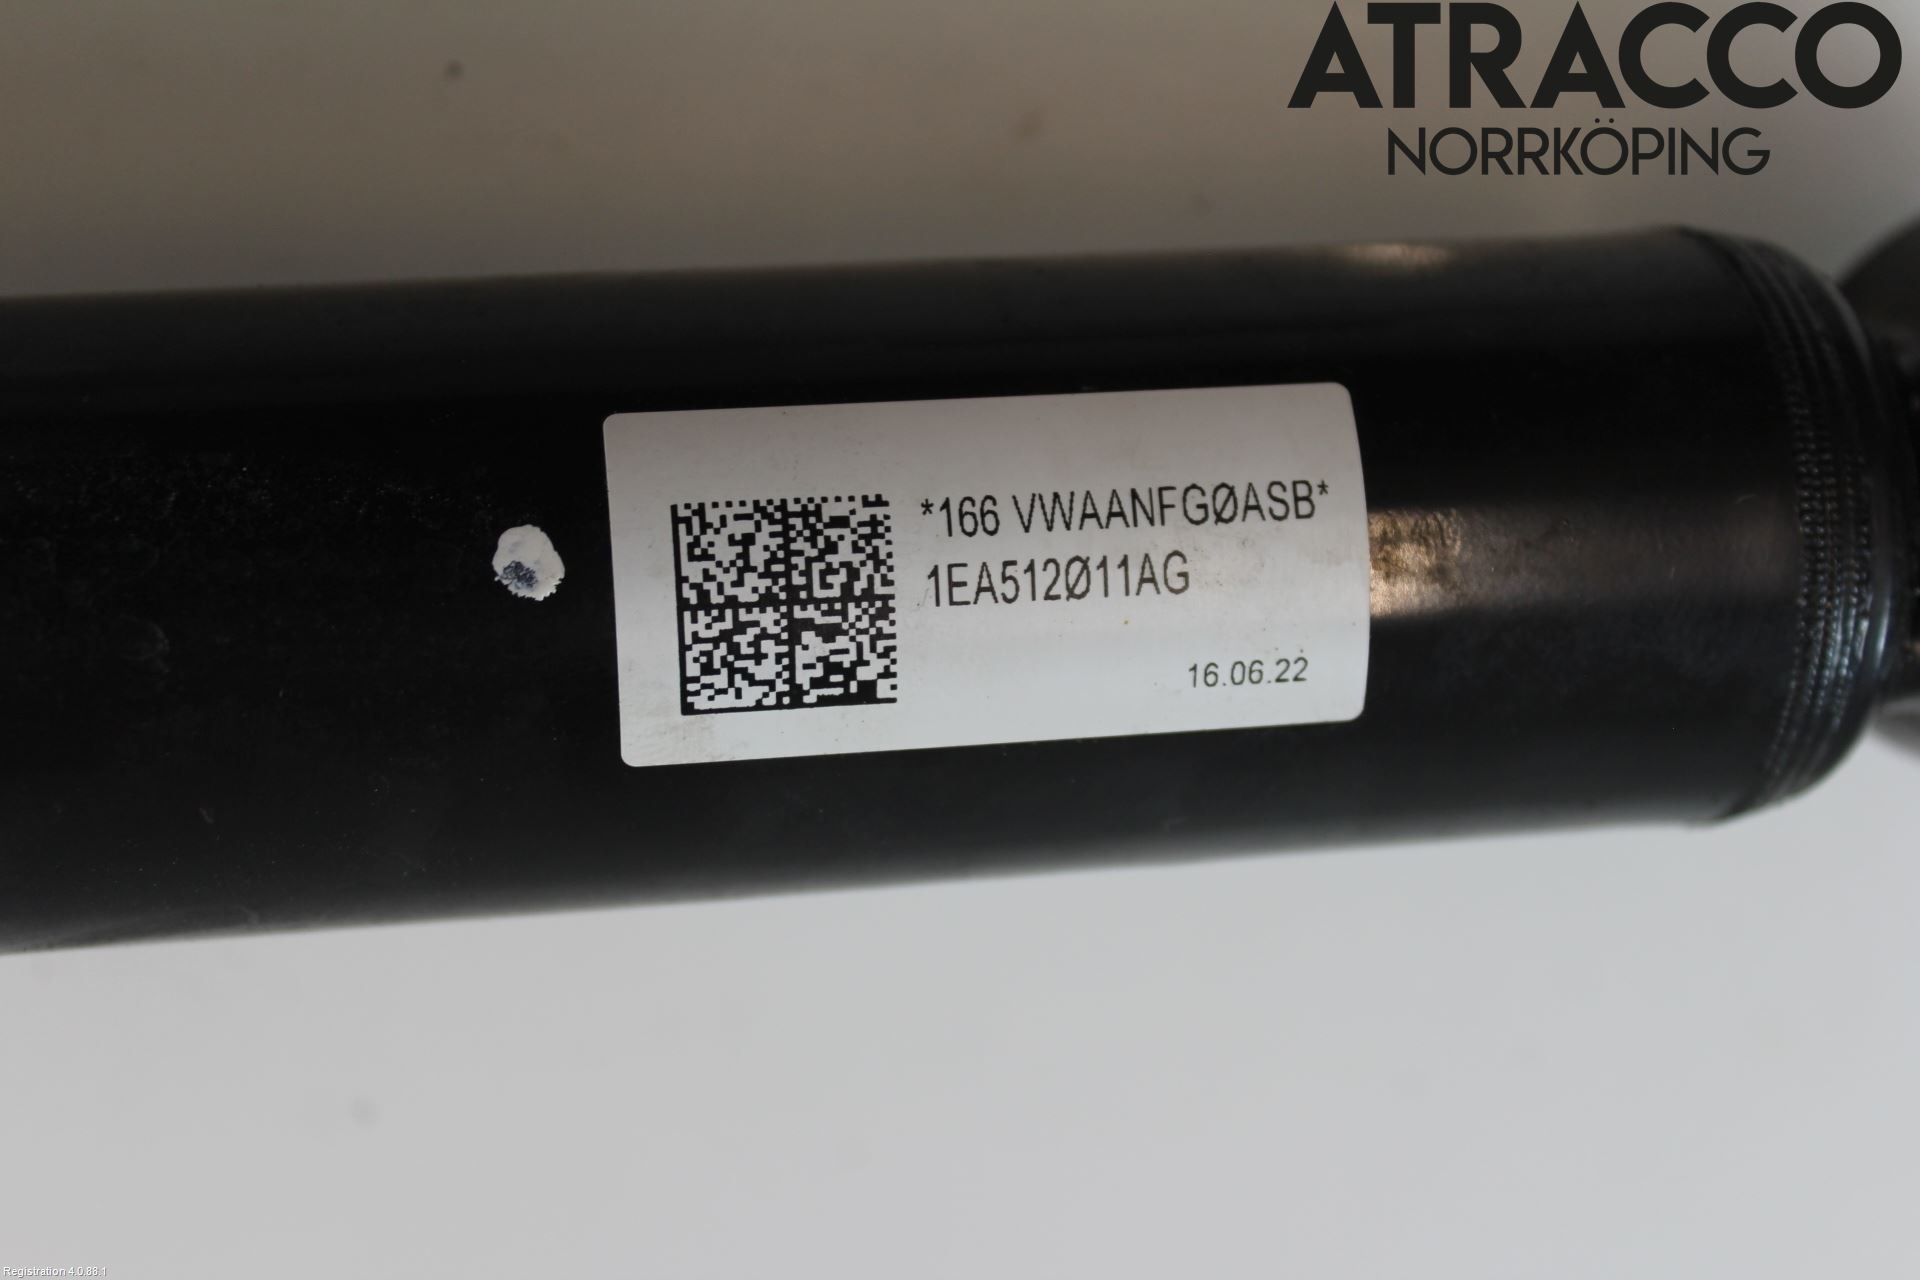 ATRACCO
NORRKÖPING
*166 VWAANFGØASB*
1EA512Ø11AG
16.06.22
Registration 4.0.88.1